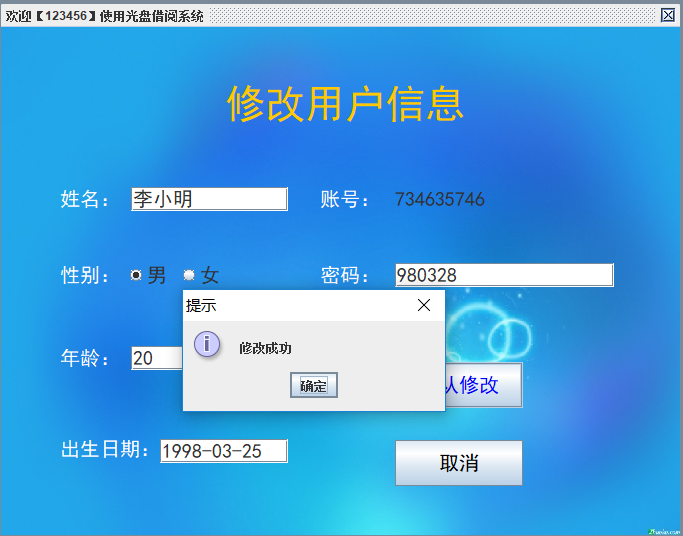 欢迎【123456】使用光盘借阅系统
修改用户信息
姓名： 李小明 账号： 734635746
性别： 男 女 密码： 980328
提示
修改成功
确定
年龄： 20
认修改
出生日期： 1998-03-25
取消